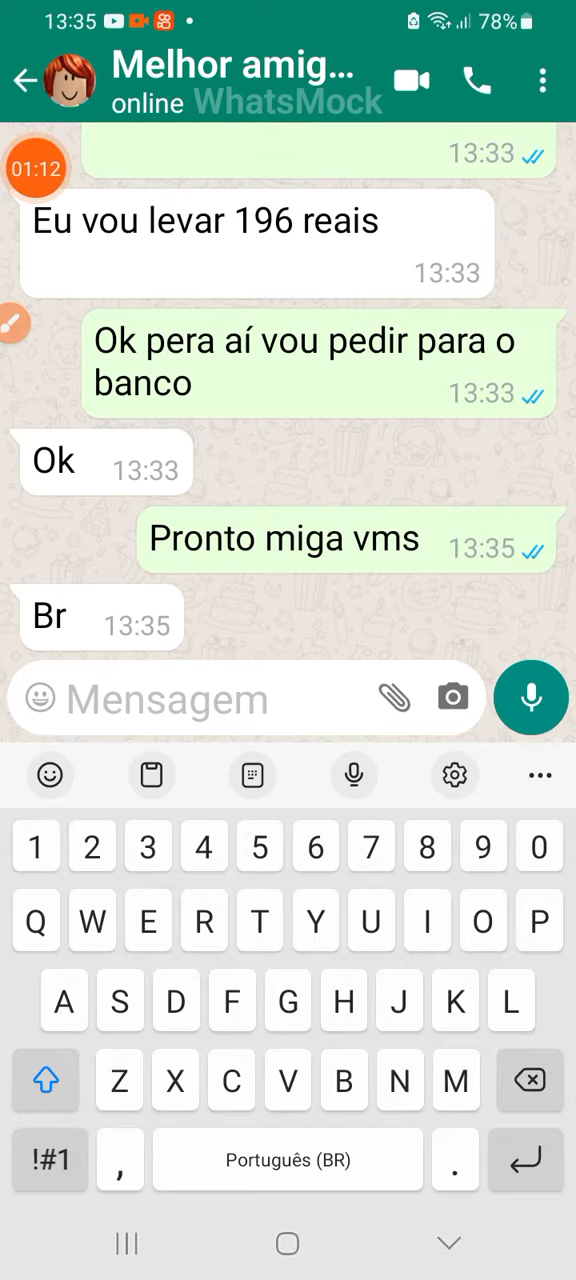 13:35
78%
Melhor amig...
online WhatsMock
13:33
01:12
Eu vou levar 196 reais
13:33
Ok pera aí vou pedir para o
banco 13:33
Ok 13:33
Pronto miga vms 13:35
Br 13:35
Mensagem
1 2 3 4 5 6 7 8 9 0
Q W E R T Y U I O P
A S D F G H J K L
Z X C V B N M
!#1 , Português (BR) .